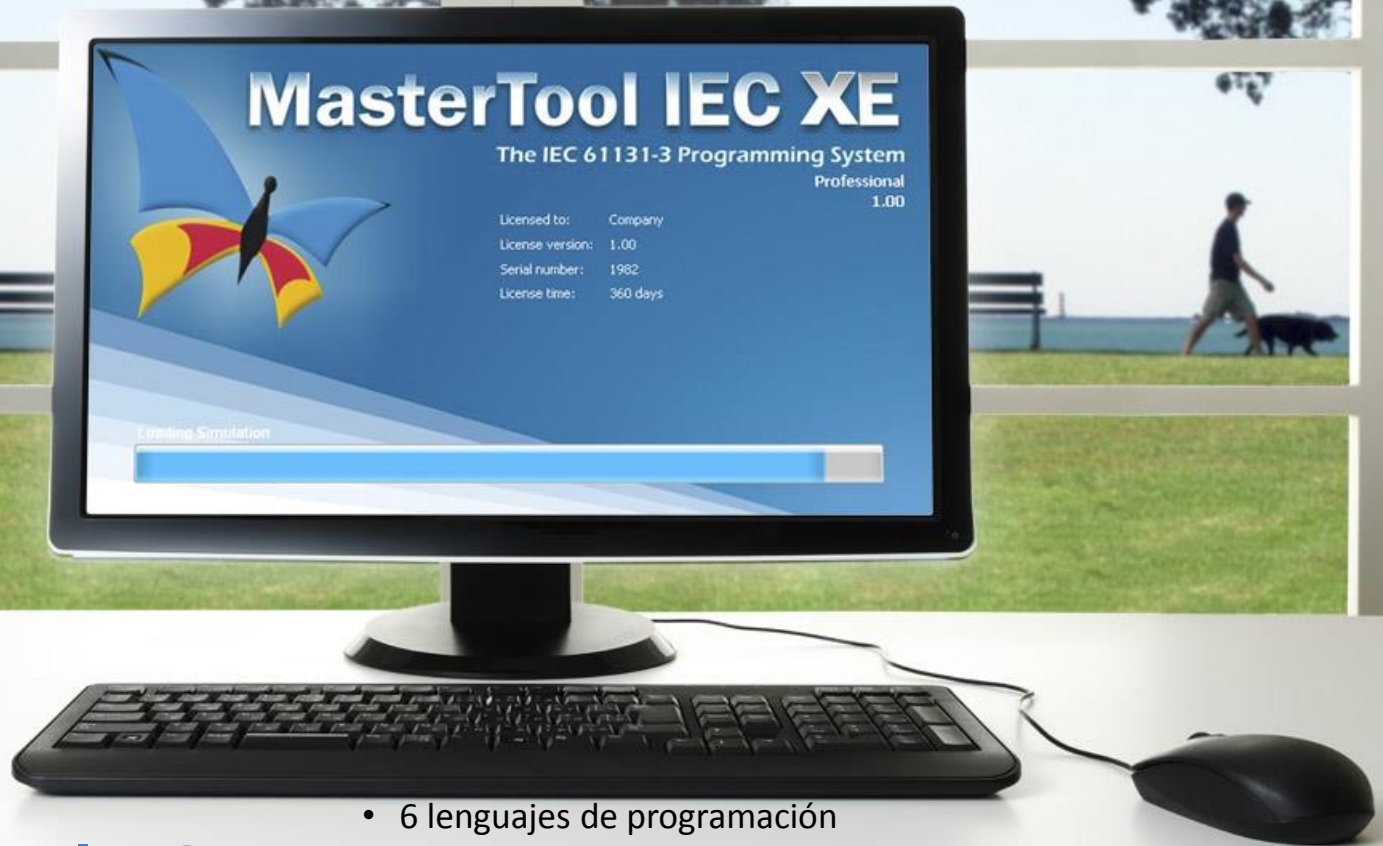 MasterTool IEC XE
The IEC 61131-3 Programming System
Professional
1.00
Licensed to: Company
License version: 1.00
Serial number: 1982
License time: 360 days
Loading Simulation
• 6 lenguajes de programación